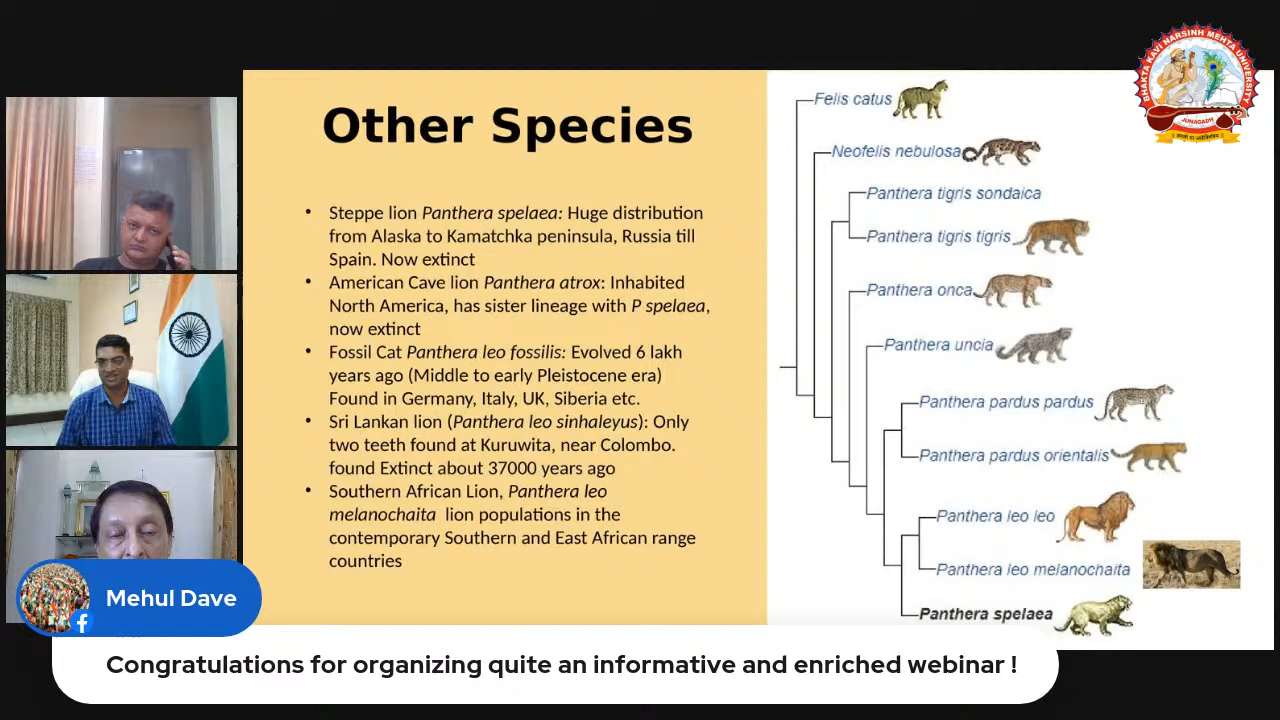 Other Species
• Steppe lion Panthera spelaea: Huge distribution
from Alaska to Kamatchka peninsula, Russia till
Spain. Now extinct
• American Cave lion Panthera atrox: Inhabited
North America, has sister lineage with P spelaea,
now extinct
• Fossil Cat Panthera leo fossilis: Evolved 6 lakh
years ago (Middle to early Pleistocene era)
Found in Germany, Italy, UK, Siberia etc.
• Sri Lankan lion (Panthera leo sinhaleyus): Only
two teeth found at Kuruwita, near Colombo.
found Extinct about 37000 years ago
• Southern African Lion, Panthera leo
melanochaita lion populations in the
contemporary Southern and East African range
countries
Felis catus
Neofelis nebulosa
Panthera tigris sondaica
Panthera tigris tigris
Panthera onca
Panthera uncia
Panthera pardus pardus
Panthera pardus orientalis
Panthera leo leo
Panthera leo melanochaita
Panthera spelaea
BHAKTA KAVI NARSINH MEHTA UNIVERSITY
JUNAGADH
Mehul Dave
Congratulations for organizing quite an informative and enriched webinar !